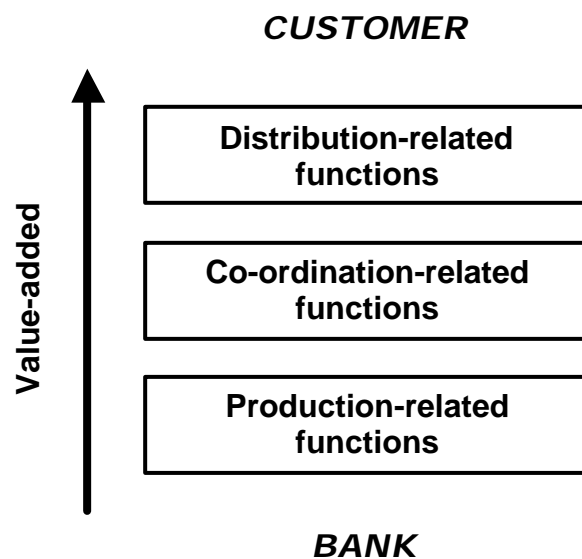 CUSTOMER
Distribution-related
functions
Value-added
Co-ordination-related
functions
Production-related
functions
BANK